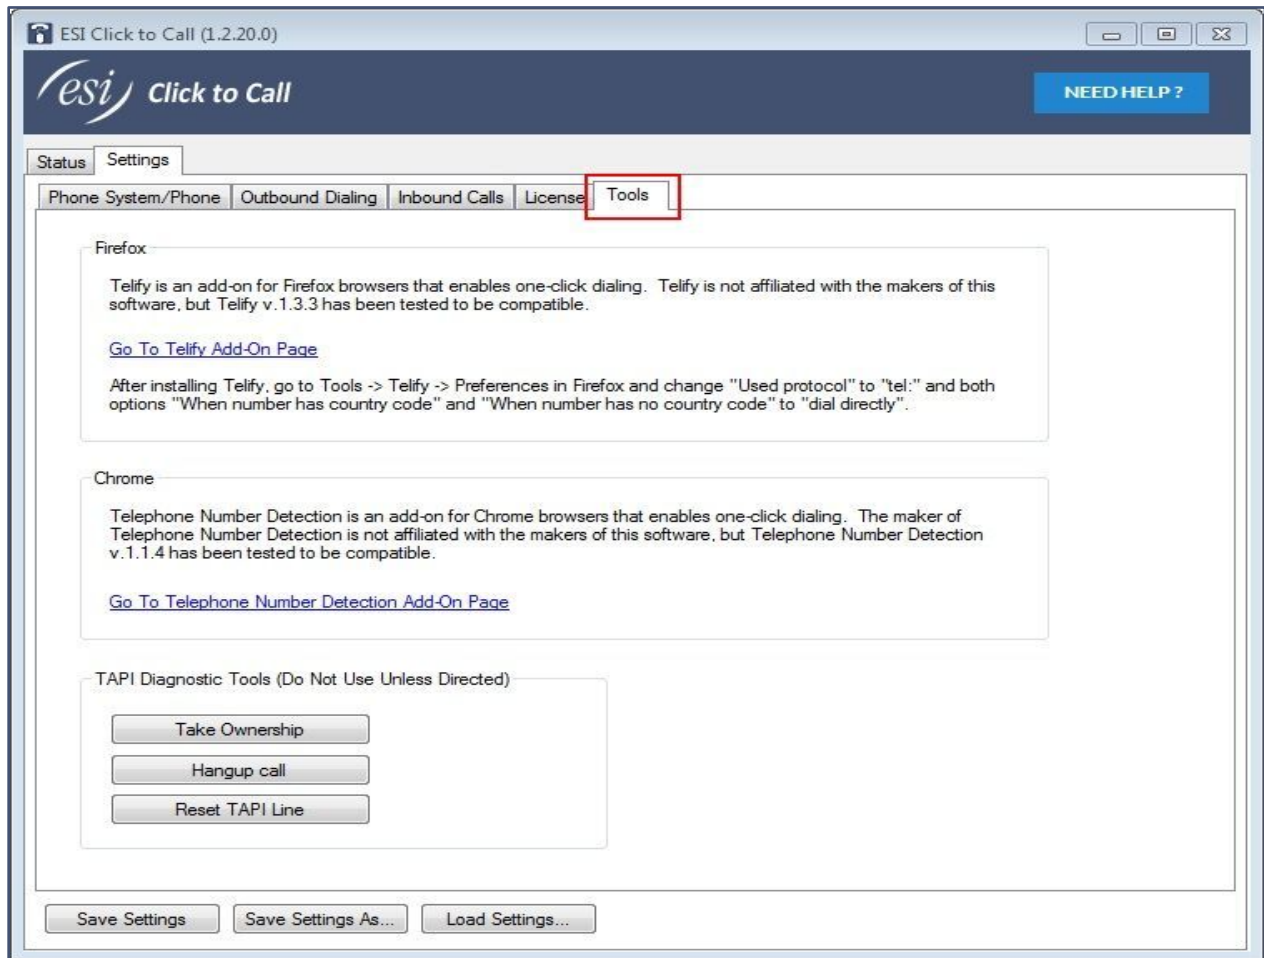 ESI Click to Call (1.2.20.0)
esi Click to Call
NEED HELP ?
Status Settings
Phone System/Phone Outbound Dialing Inbound Calls License Tools
Firefox
Telify is an add-on for Firefox browsers that enables one-click dialing. Telify is not affiliated with the makers of this
software, but Telify v.1.3.3 has been tested to be compatible.
Go To Telify Add-On Page
After installing Telify, go to Tools -> Telify -> Preferences in Firefox and change "Used protocol" to "tel:" and both
options "When number has country code" and "When number has no country code" to "dial directly".
Chrome
Telephone Number Detection is an add-on for Chrome browsers that enables one-click dialing. The maker of
Telephone Number Detection is not affiliated with the makers of this software, but Telephone Number Detection
v.1.1.4 has been tested to be compatible.
Go To Telephone Number Detection Add-On Page
TAPI Diagnostic Tools (Do Not Use Unless Directed)
Take Ownership
Hangup call
Reset TAPI Line
Save Settings Save Settings As... Load Settings...